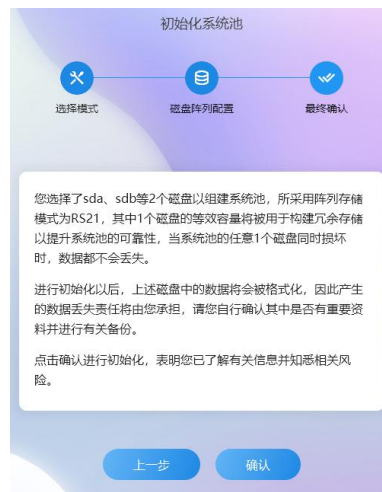 初始化系统池
选择模式
磁盘阵列配置
最终确认
您选择了sda、sdb等2个磁盘以组建系统池，所采用阵列存储
模式为RS21，其中1个磁盘的等效容量将被用于构建冗余存储
以提升系统池的可靠性，当系统池的任意1个磁盘同时损坏
时，数据都不会丢失。
进行初始化以后，上述磁盘中的数据将会被格式化，因此产生
的数据丢失责任将由您承担，请您自行确认其中是否有重要资
料并进行有关备份。
点击确认进行初始化，表明您已了解有关信息并知悉相关风
险。
上一步
确认